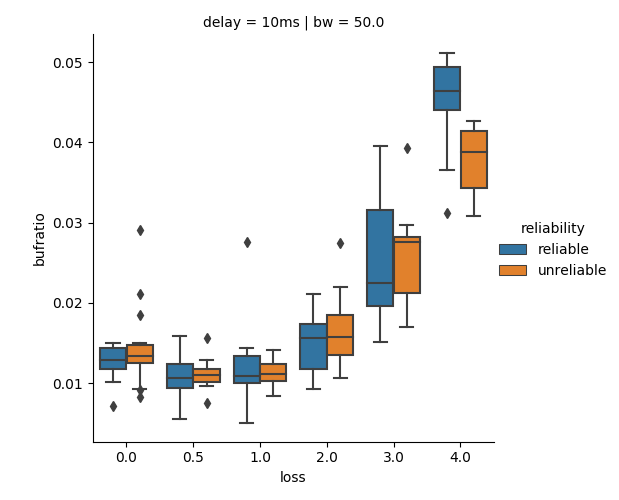 delay = 10ms | bw = 50.0
0.05
0.04
0.03
0.02
0.01
bufratio
0.0 0.5 1.0 2.0 3.0 4.0
loss
reliability
reliable
unreliable